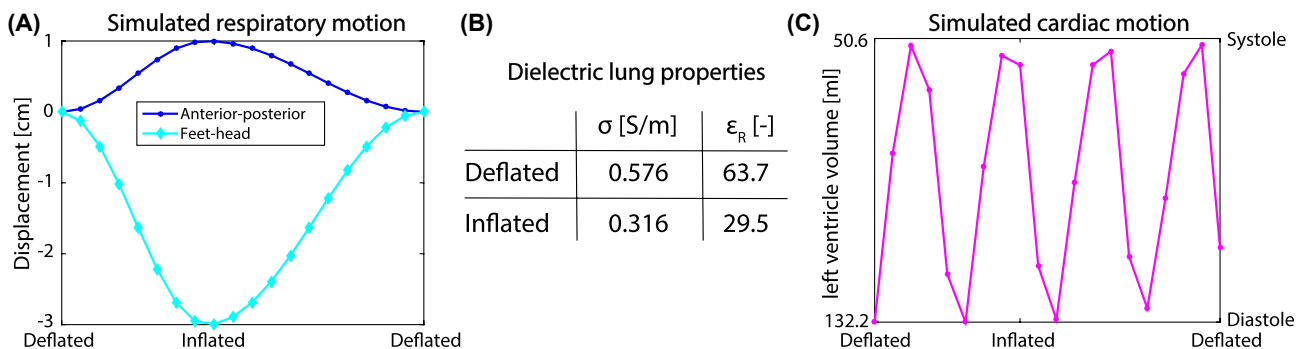 (A) Simulated respiratory motion
1
0
-1
-2
-3
Displacement [cm]
Anterior-posterior
Feet-head
Deflated Inflated Deflated
(B)
Dielectric lung properties
σ [S/m] εR [-]
Deflated 0.576 63.7
Inflated 0.316 29.5
(C) Simulated cardiac motion
50.6 Systole
left ventricle volume [ml]
132.2 Diastole
Deflated Inflated Deflated